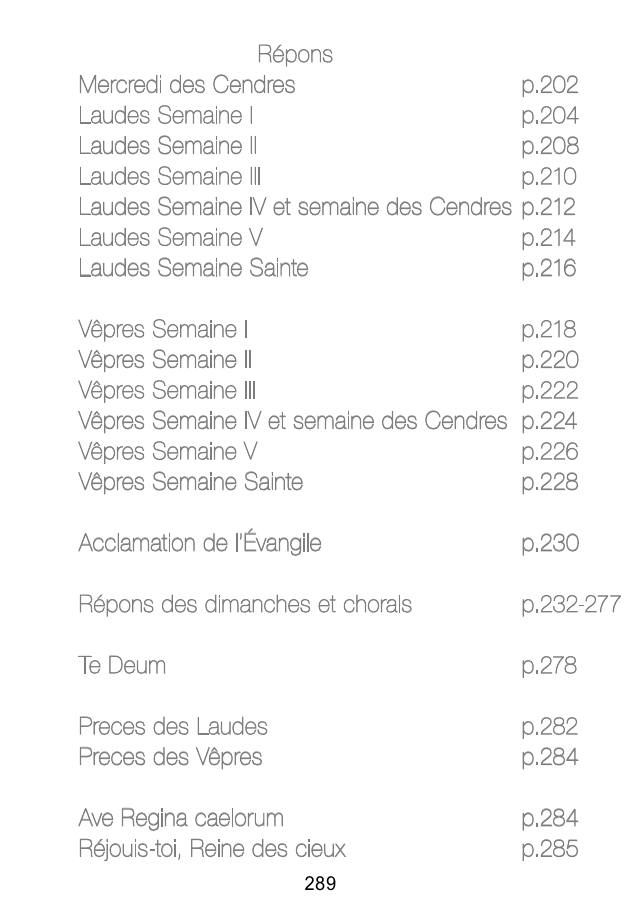 Répons
Mercredi des Cendres p.202
Laudes Semaine I p.204
Laudes Semaine II p.208
Laudes Semaine III p.210
Laudes Semaine IV et semaine des Cendres p.212
Laudes Semaine V p.214
Laudes Semaine Sainte p.216
Vêpres Semaine I p.218
Vêpres Semaine II p.220
Vêpres Semaine III p.222
Vêpres Semaine IV et semaine des Cendres p.224
Vêpres Semaine V p.226
Vêpres Semaine Sainte p.228
Acclamation de l'Évangile p.230
Répons des dimanches et chorals p.232-277
Te Deum p.278
Preces des Laudes p.282
Preces des Vêpres p.284
Ave Regina caelorum p.284
Réjouis-toi, Reine des cieux p.285
289